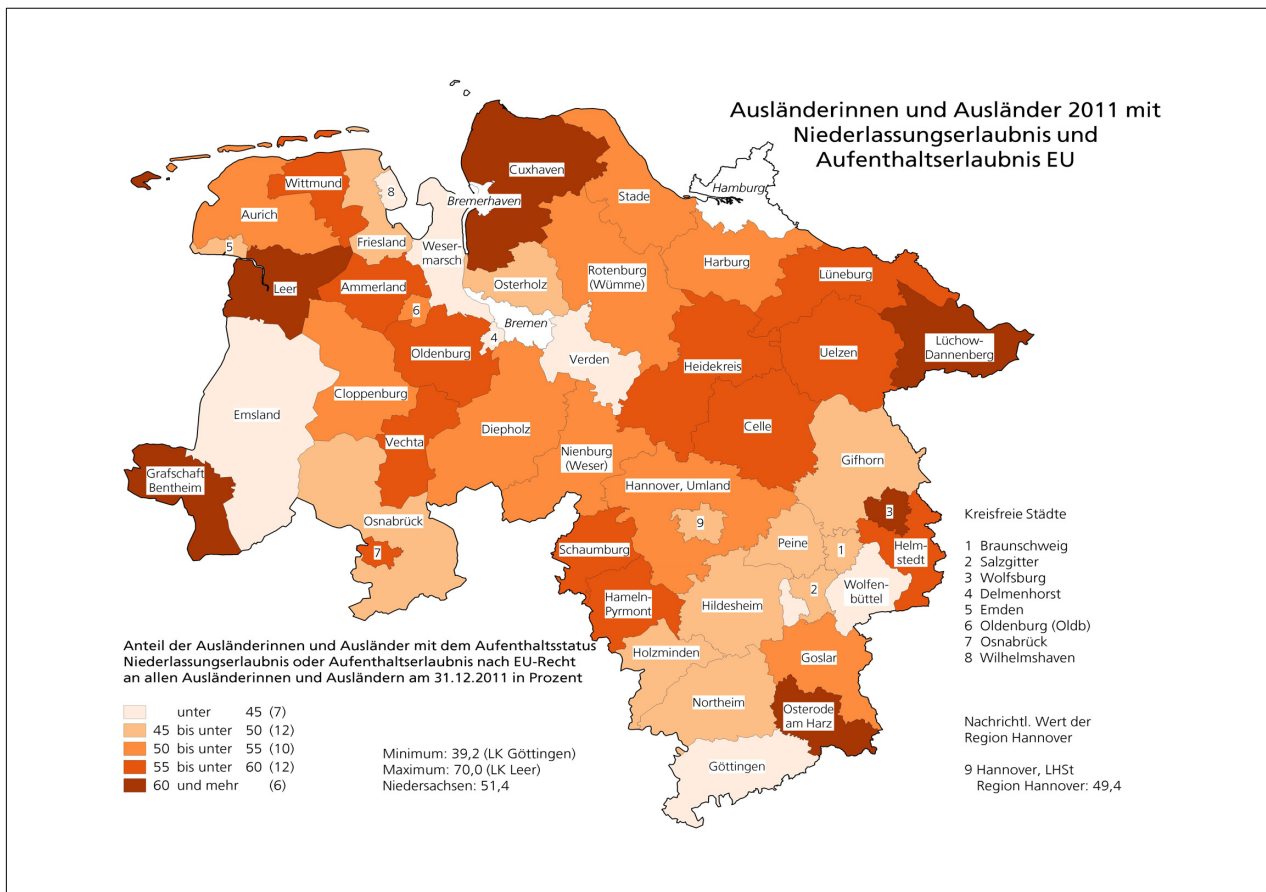 Ausländerinnen und Ausländer 2011 mit
Niederlassungserlaubnis und
Aufenthaltserlaubnis EU
Cuxhaven
Wittmund
8
Bremerhaven
Stade
Hamburg
Aurich
5
Friesland
Weser-
marsch
Leer
Ammerland
Osterholz
Rotenburg
(Wümme)
Harburg
Lüneburg
6
Bremen
4
Oldenburg
Verden
Heidekreis
Uelzen
Lüchow-
Dannenberg
Cloppenburg
Emsland
Vechta
Diepholz
Celle
Nienburg
(Weser)
Gifhorn
Grafschaft
Bentheim
Hannover, Umland
Osnabrück
9
3
7
Schaumburg
Peine
1
Helm-
stedt
2
Wolfen-
büttel
Hameln-
Pyrmont
Hildesheim
Holzminden
Goslar
Northeim
Osterode
am Harz
Göttingen
Kreisfreie Städte
1 Braunschweig
2 Salzgitter
3 Wolfsburg
4 Delmenhorst
5 Emden
6 Oldenburg (Oldb)
7 Osnabrück
8 Wilhelmshaven
Nachrichtl. Wert der
Region Hannover
9 Hannover, LHSt
Region Hannover: 49,4
Anteil der Ausländerinnen und Ausländer mit dem Aufenthaltsstatus
Niederlassungserlaubnis oder Aufenthaltserlaubnis nach EU-Recht
an allen Ausländerinnen und Ausländern am 31.12.2011 in Prozent
unter 45 (7)
45 bis unter 50 (12)
50 bis unter 55 (10)
55 bis unter 60 (12)
60 und mehr (6)
Minimum: 39,2 (LK Göttingen)
Maximum: 70,0 (LK Leer)
Niedersachsen: 51,4